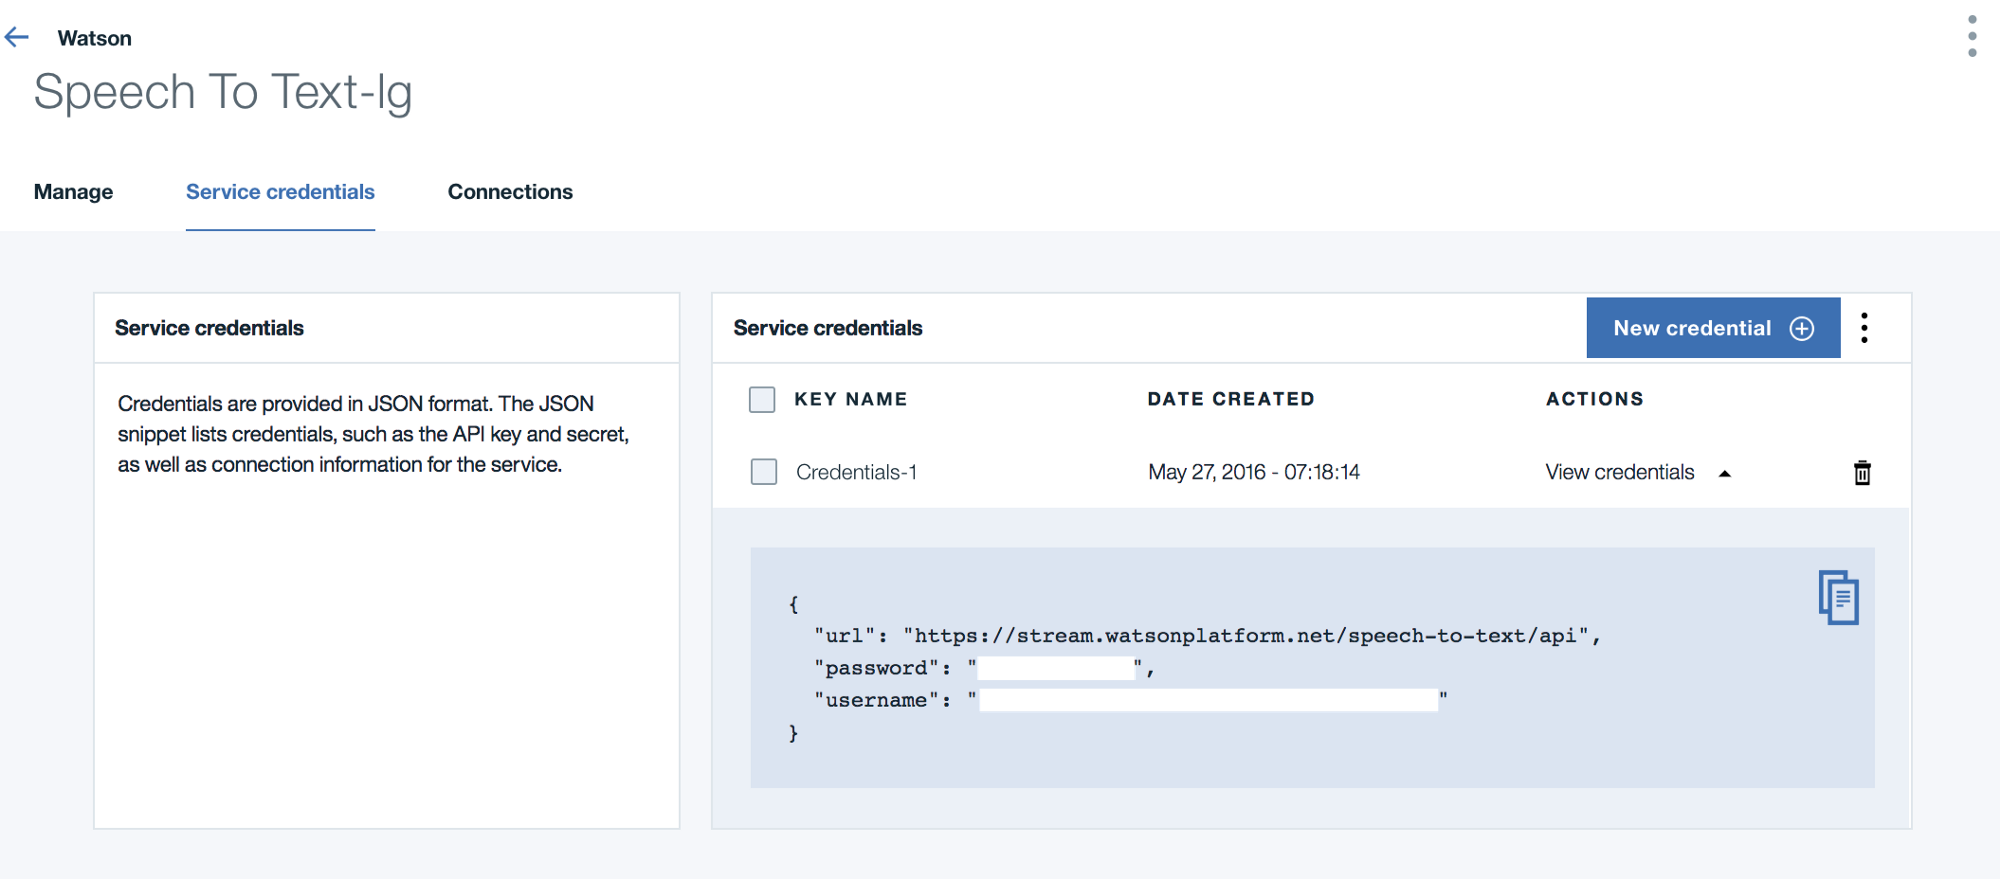 Watson
Speech To Text-lg
Manage Service credentials Connections
Service credentials
Credentials are provided in JSON format. The JSON
snippet lists credentials, such as the API key and secret,
as well as connection information for the service.
Service credentials
New credential
KEY NAME DATE CREATED ACTIONS
Credentials-1 May 27, 2016 - 07:18:14 View credentials
{
"url": "https://stream.watsonplatform.net/speech-to-text/api",
"password": "",
"username": ""
}